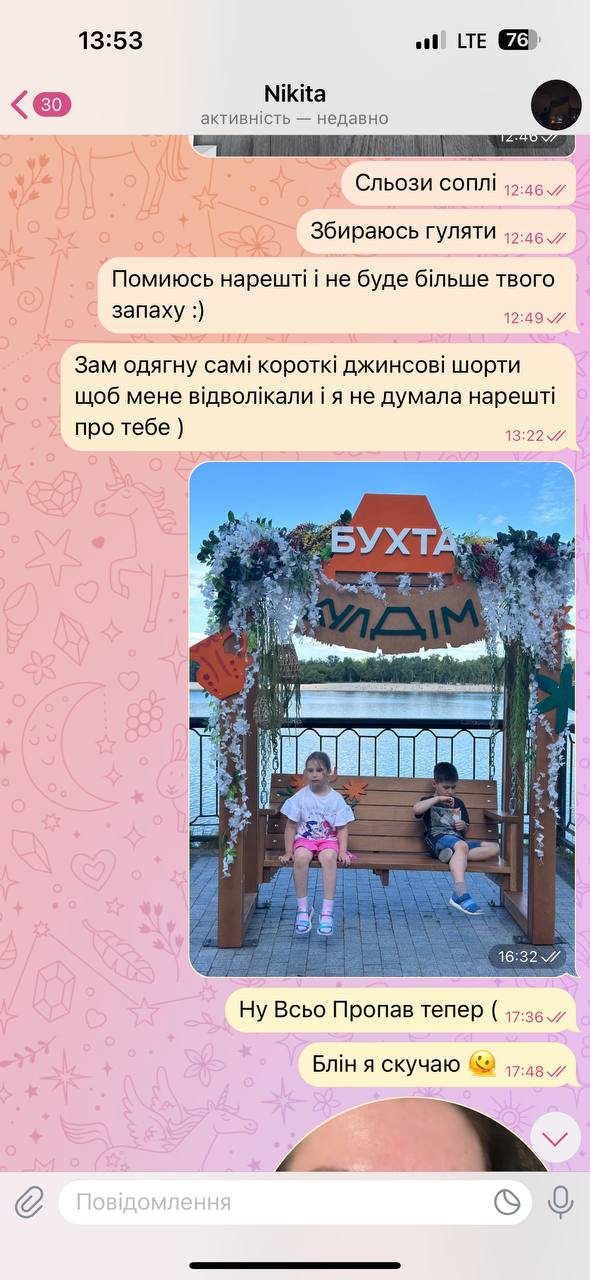 13:53
LTE
76
30
Nikita
активність — недавно
12:46
Сльози соплі 12:46
Збираюсь гуляти 12:46
Помиюсь нарешті і не буде більше твого
запаху :) 12:49
Зам одягну самі короткі джинсові шорти
щоб мене відволікали і я не думала нарешті
про тебе ) 13:22
БУХТА
16:32
Ну Всьо Пропав тепер ( 17:36
Блін я скучаю 🫠 17:48
Повідомлення